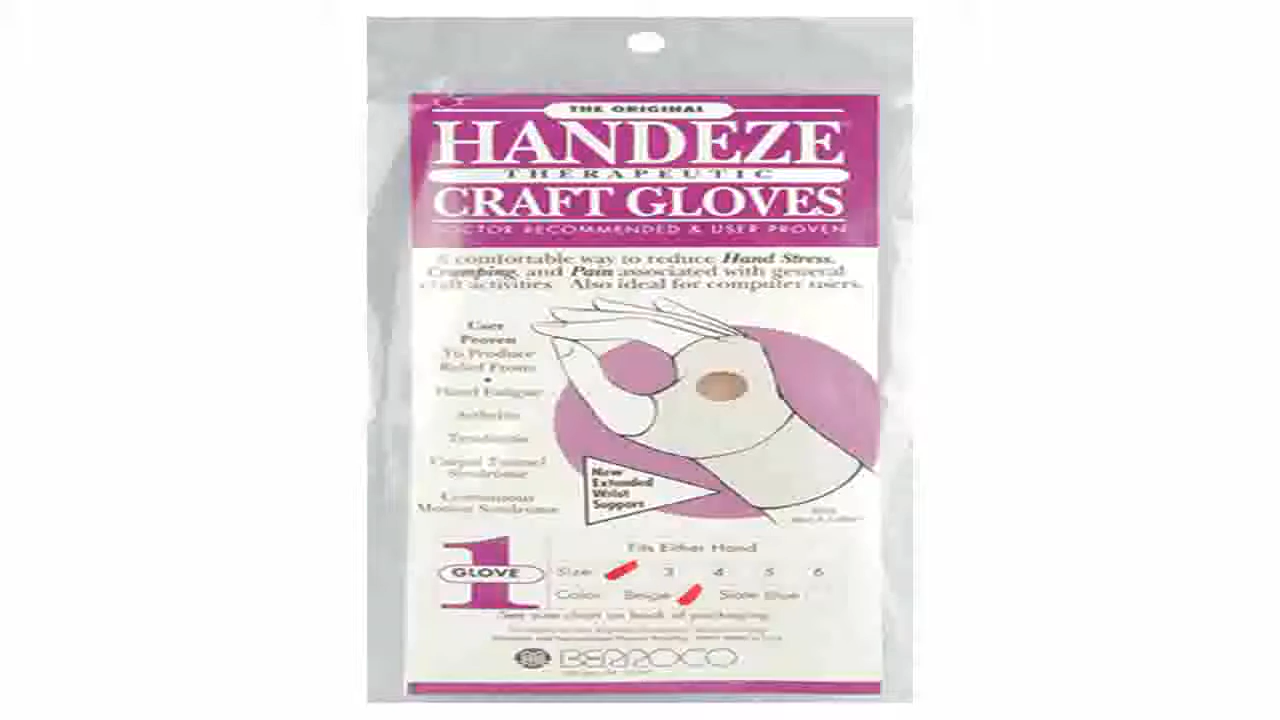 THE ORIGINAL
HANDEZE
THERAPEUTIC
CRAFT GLOVES
DOCTOR RECOMMENDED & USER PROVEN
A comfortable way to reduce Hand Stress,
Cramping, and Pain associated with general
craft activities Also ideal for computer users.
User
Proven
To Produce
Relief From:
•
Hand Fatigue
Arthritis
Tendonitis
Carpal Tunnel
Syndrome
Continuous
Motion Syndrome
New
Extended
Wrist
Support
1
GLOVE
Fits Either Hand
Size 3 4 5 6
Color Beige Slate Blue
See size chart on back of packaging
BERROCO